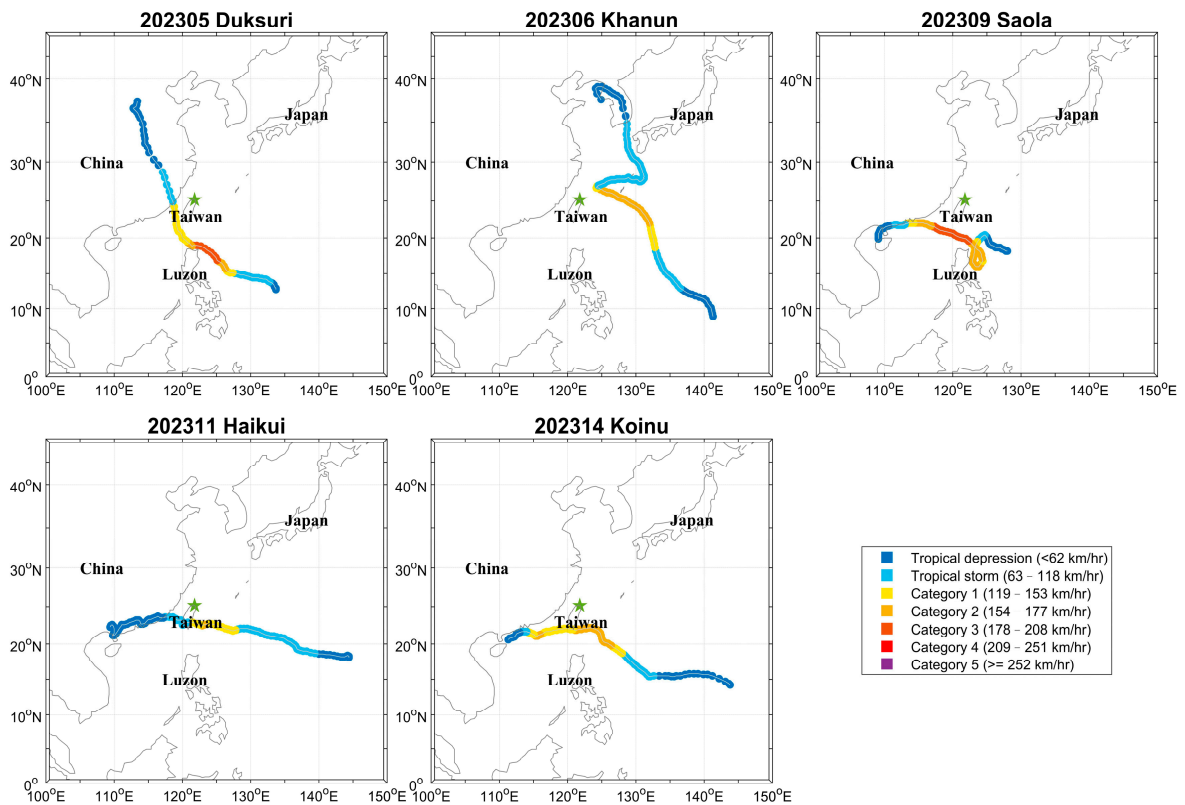 202305 Duksuri
40°N
30°N
20°N
10°N
0°
100°E
110°E
120°E
130°E
140°E
150°E
China
Japan
Taiwan
Luzon
202306 Khanun
40°N
30°N
20°N
10°N
0°
100°E
110°E
120°E
130°E
140°E
150°E
China
Japan
Taiwan
Luzon
202309 Saola
40°N
30°N
20°N
10°N
0°
100°E
110°E
120°E
130°E
140°E
150°E
China
Japan
Taiwan
Luzon
202311 Haikui
40°N
30°N
20°N
10°N
0°
100°E
110°E
120°E
130°E
140°E
150°E
China
Japan
Taiwan
Luzon
202314 Koinu
40°N
30°N
20°N
10°N
0°
100°E
110°E
120°E
130°E
140°E
150°E
China
Japan
Taiwan
Luzon
Tropical depression (<62 km/hr)
Tropical storm (63 – 118 km/hr)
Category 1 (119 – 153 km/hr)
Category 2 (154 177 km/hr)
Category 3 (178 – 208 km/hr)
Category 4 (209 – 251 km/hr)
Category 5 (>= 252 km/hr)